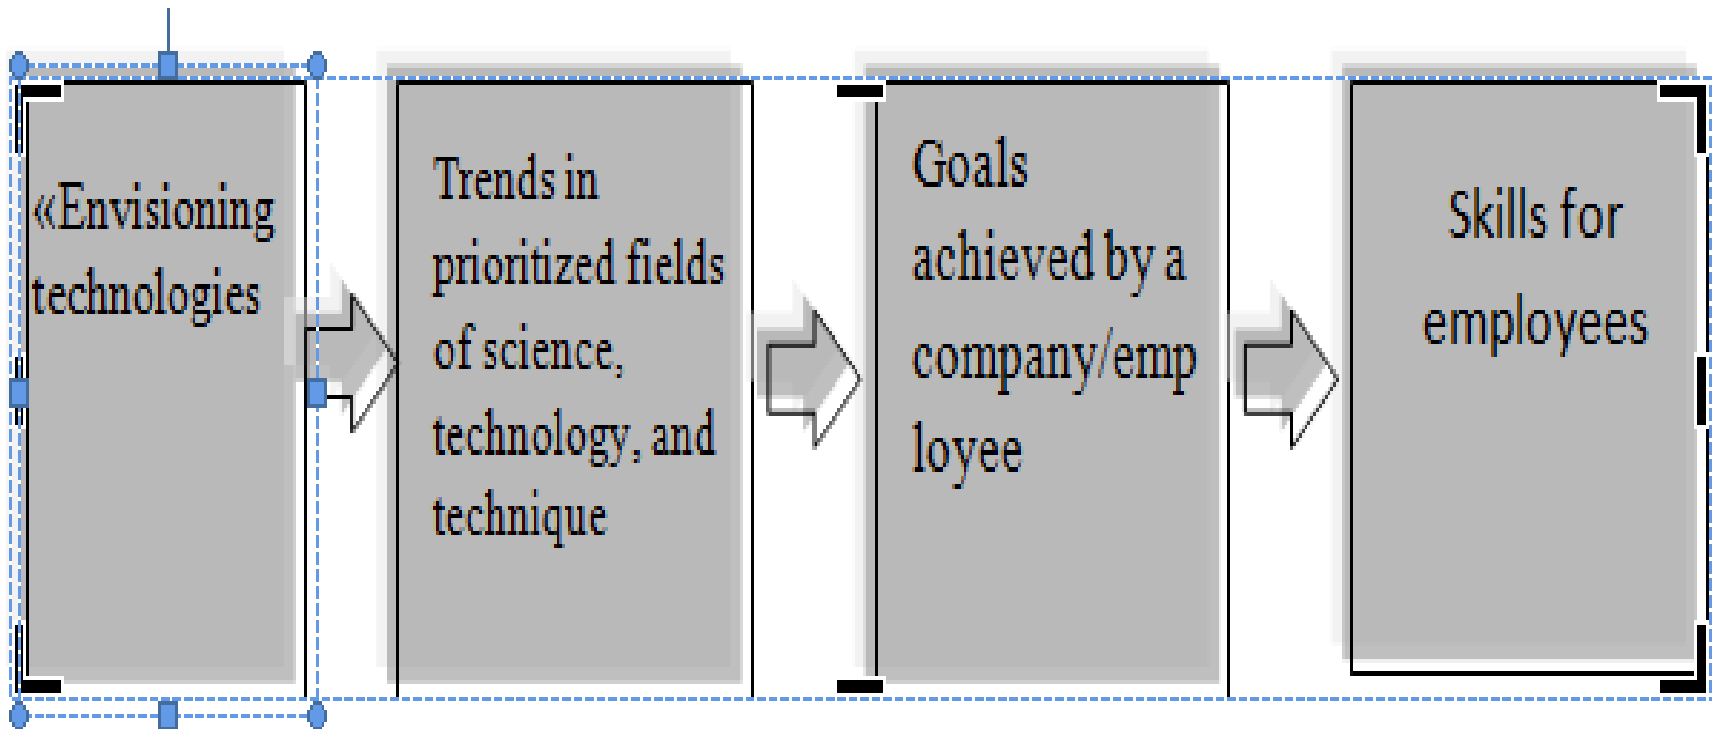 «Envisioning
technologies
Trends in
prioritized fields
of science,
technology, and
technique
Goals
achieved by a
company/emp
loyee
Skills for
employees